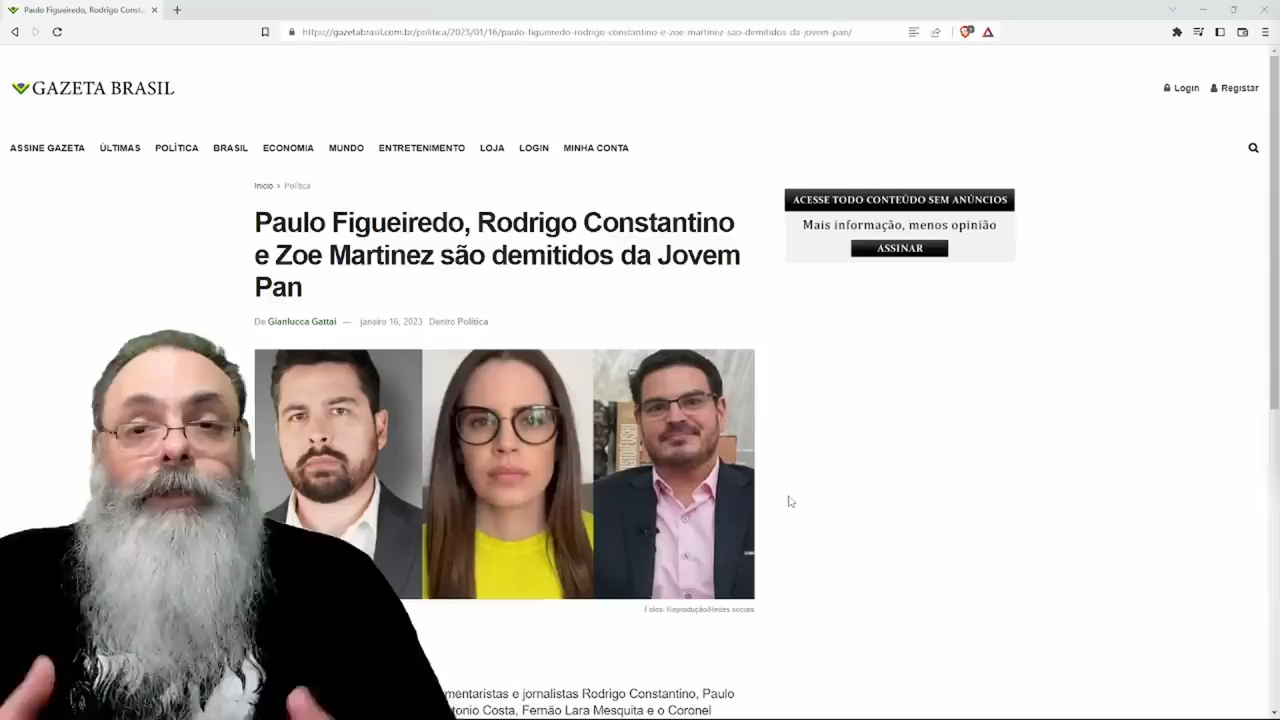 Paulo Figueiredo, Rodrigo Const
https://gazetabrasil.com.br/politica/2023/01/16/paulo-figueiredo-rodrigo-constantino-e-zoe-martinez-sao-demitidos-da-jovem-pan/
GAZETA BRASIL
Login Registar
ASSINE GAZETA ÚLTIMAS POLÍTICA BRASIL ECONOMIA MUNDO ENTRETENIMENTO LOJA LOGIN MINHA CONTA
Início > Política
Paulo Figueiredo, Rodrigo Constantino
e Zoe Martinez são demitidos da Jovem
Pan
De Gianlucca Gattai — janeiro 16, 2023 Dentro Política
ACESSE TODO CONTEÚDO SEM ANÚNCIOS
Mais informação, menos opinião
ASSINAR
Fotos: Reprodução/Redes sociais
mentaristas e jornalistas Rodrigo Constantino, Paulo
tonio Costa, Fernão Lara Mesquita e o Coronel